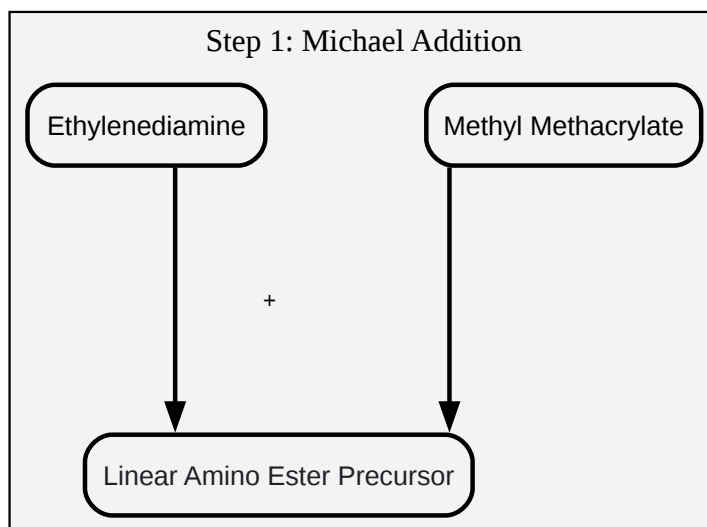 Step 1: Michael Addition
Ethylenediamine
Methyl Methacrylate
+
Linear Amino Ester Precursor